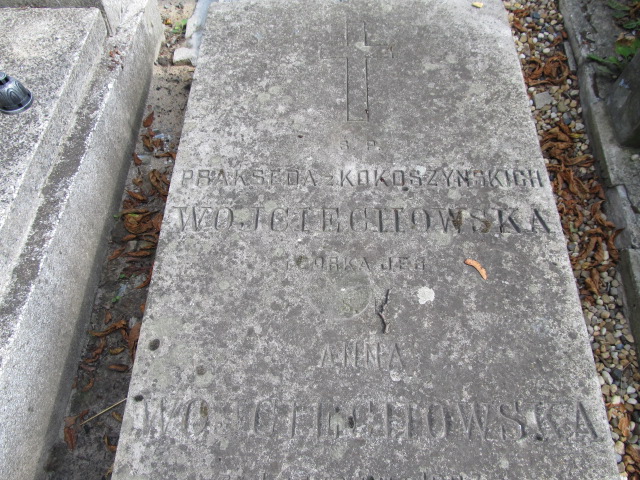 Ś. P.
PRAKSEDA z KOKOSZYŃSKICH
WOJCIECHOWSKA
CÓRKA JEJ
ANNA
WOJCIECHOWSKA